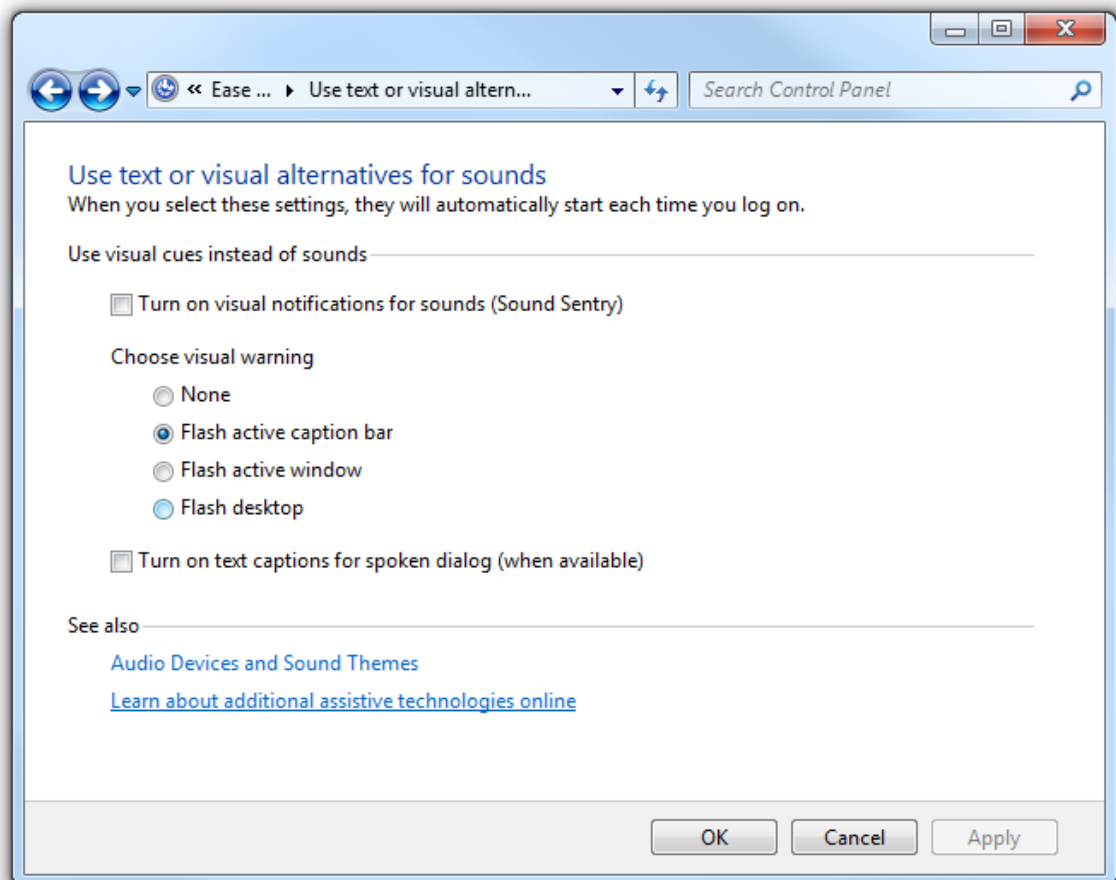 « Ease ... ▸ Use text or visual altern...
Search Control Panel
Use text or visual alternatives for sounds
When you select these settings, they will automatically start each time you log on.
Use visual cues instead of sounds
Turn on visual notifications for sounds (Sound Sentry)
Choose visual warning
None
Flash active caption bar
Flash active window
Flash desktop
Turn on text captions for spoken dialog (when available)
See also
Audio Devices and Sound Themes
Learn about additional assistive technologies online
OK Cancel Apply